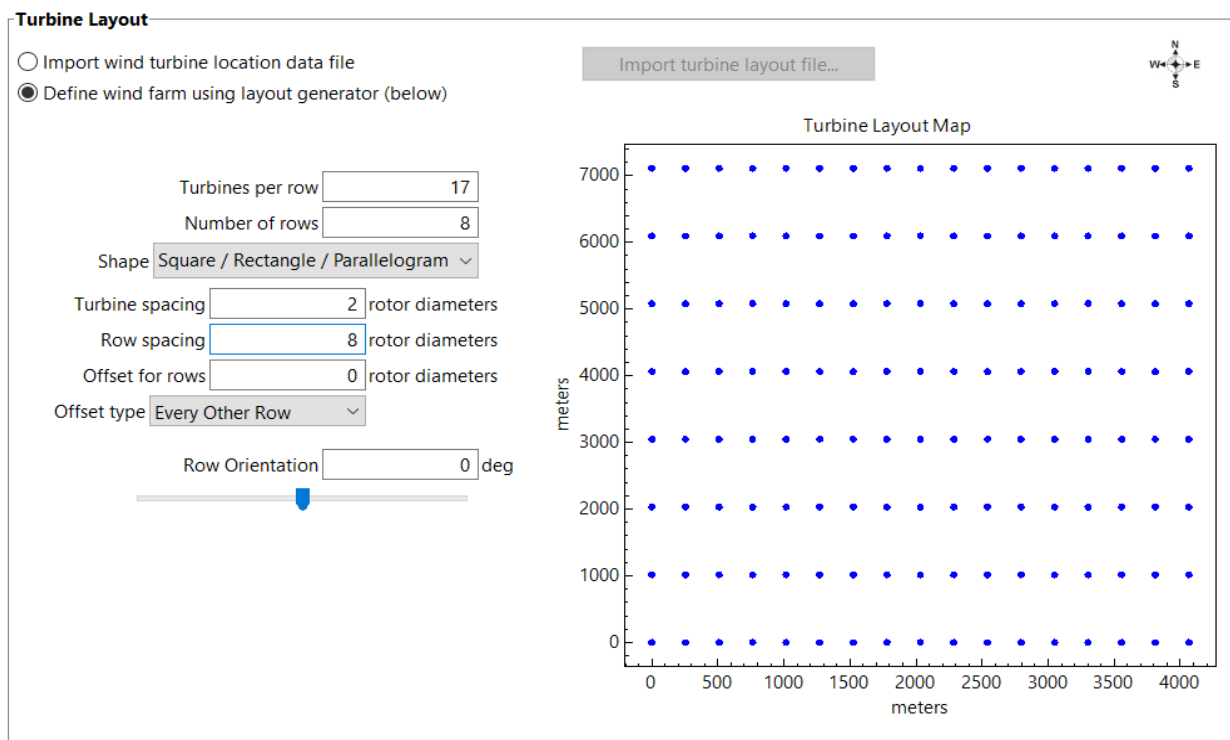 Turbine Layout
Import wind turbine location data file
Import turbine layout file...
Define wind farm using layout generator (below)
N
W E
S
Turbine Layout Map
Turbines per row 17
Number of rows 8
Shape Square / Rectangle / Parallelogram
Turbine spacing 2 rotor diameters
Row spacing 8 rotor diameters
Offset for rows 0 rotor diameters
Offset type Every Other Row
Row Orientation 0 deg
7000
6000
5000
4000
3000
2000
1000
0
meters
0 500 1000 1500 2000 2500 3000 3500 4000
meters